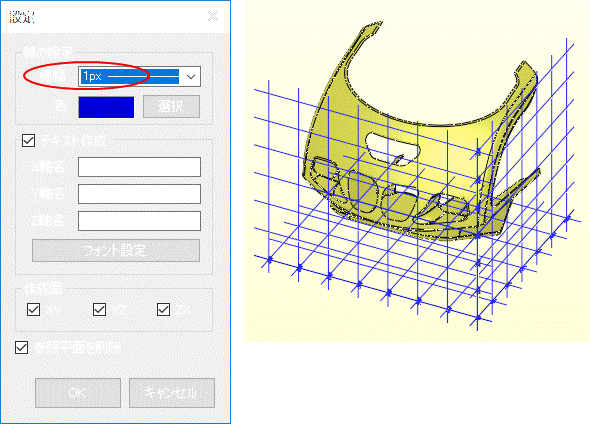 設定
線の設定
1px
色
選択
テキスト作成
X軸名
Y軸名
Z軸名
フォント設定
作成面
XY YZ ZX
参照平面を削除
OK キャンセル